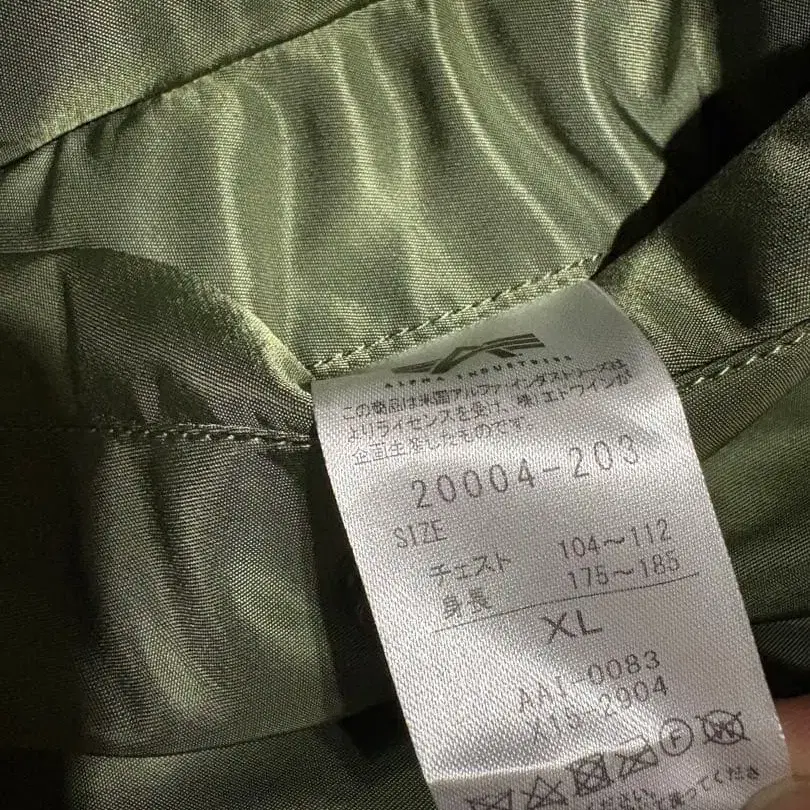 ALPHA INDUSTRIES
この商品は米国アルファ・インダストリーズは
よりライセンスを受け、㈱エドウインが
企画生産したものです。
20004-203
SIZE
チェスト 104～112
身長 175～185
XL
AAI-0083
X15-2904
F W